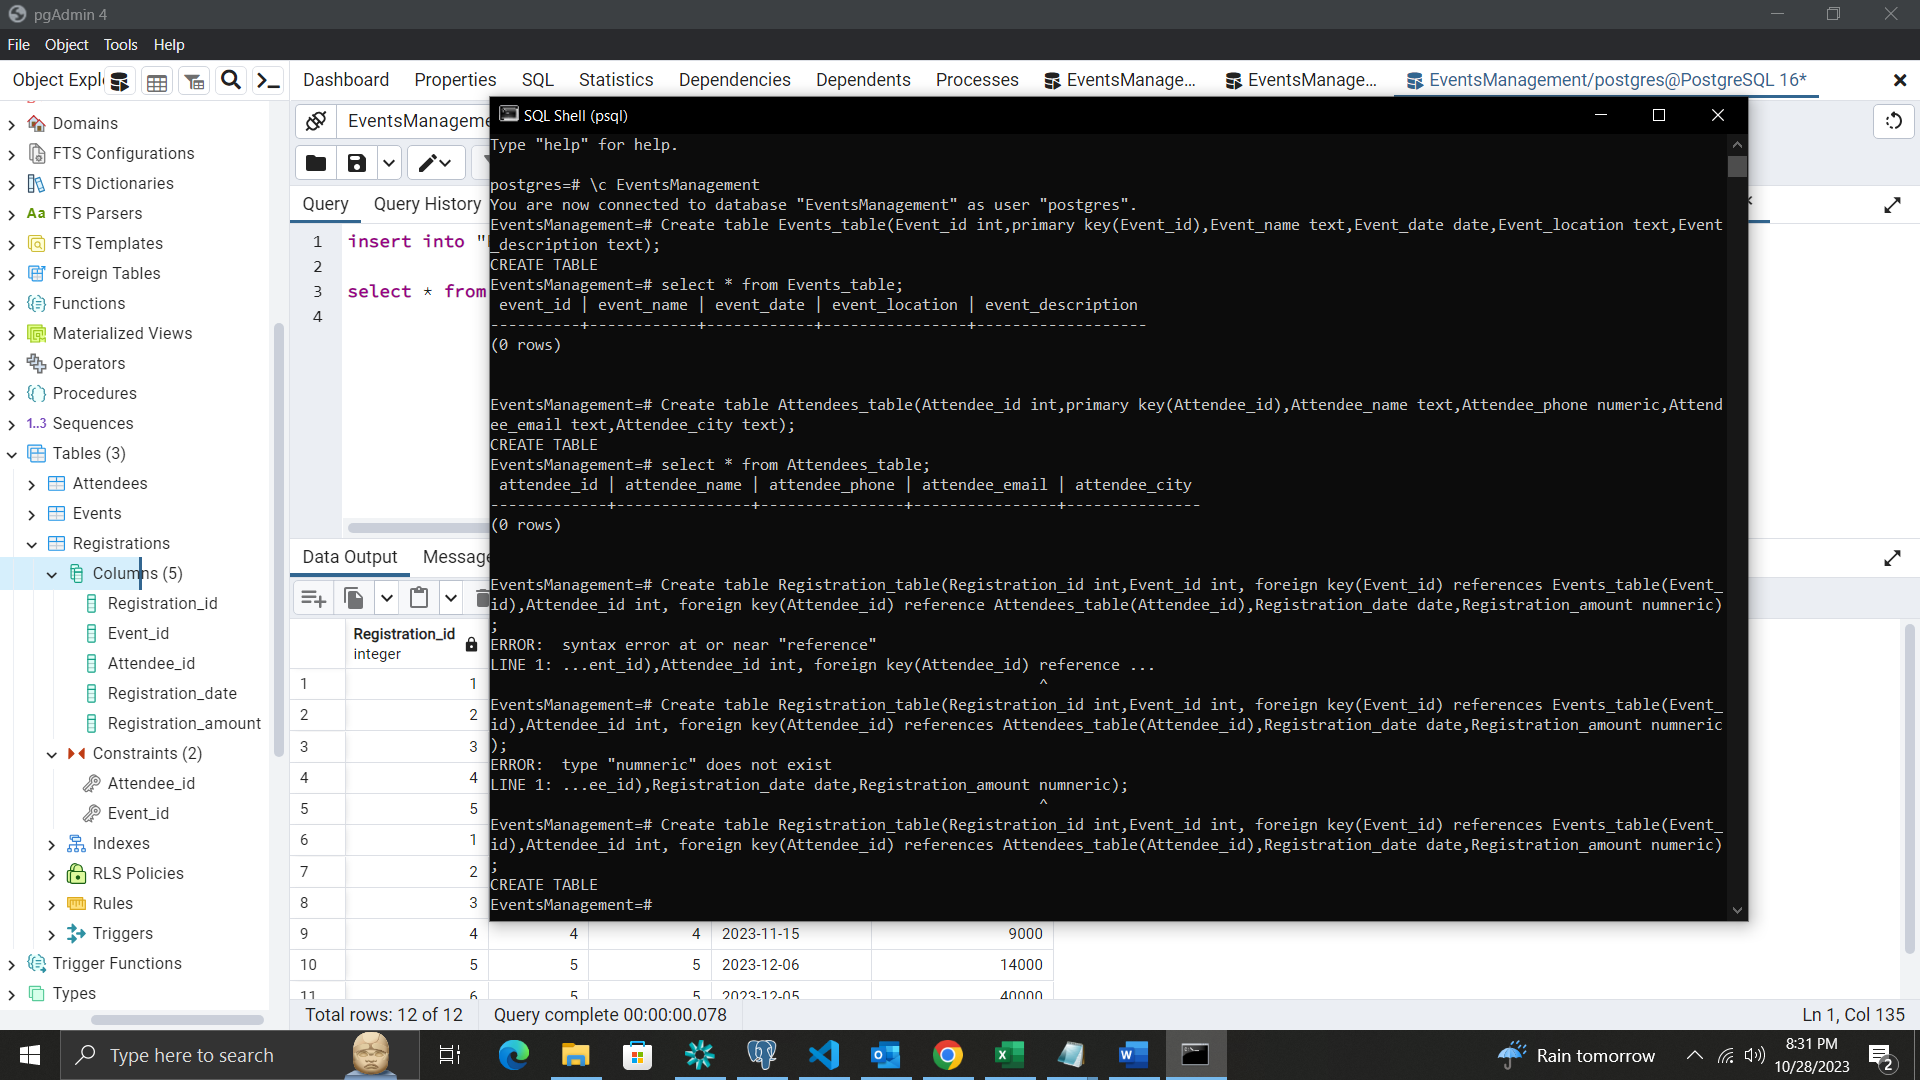 pgAdmin 4
File Object Tools Help
Object Expl
Dashboard Properties SQL Statistics Dependencies Dependents Processes EventsManage... EventsManage... EventsManagement/postgres@PostgreSQL 16*
Domains
FTS Configurations
FTS Dictionaries
Aa FTS Parsers
FTS Templates
Foreign Tables
Functions
Materialized Views
Operators
Procedures
1..3 Sequences
Tables (3)
Attendees
Events
Registrations
Columns (5)
Registration_id
Event_id
Attendee_id
Registration_date
Registration_amount
Constraints (2)
Attendee_id
Event_id
Indexes
RLS Policies
Rules
Triggers
Trigger Functions
Types
EventsManageme
Query Query History
1 insert into "
2
3 select * from
4
SQL Shell (psql)
Type "help" for help.
postgres=# \c EventsManagement
You are now connected to database "EventsManagement" as user "postgres".
EventsManagement=# Create table Events_table(Event_id int,primary key(Event_id),Event_name text,Event_date date,Event_location text,Event
_description text);
CREATE TABLE
EventsManagement=# select * from Events_table;
event_id | event_name | event_date | event_location | event_description
----------+------------+------------+----------------+-------------------
(0 rows)
EventsManagement=# Create table Attendees_table(Attendee_id int,primary key(Attendee_id),Attendee_name text,Attendee_phone numeric,Attend
ee_email text,Attendee_city text);
CREATE TABLE
EventsManagement=# select * from Attendees_table;
attendee_id | attendee_name | attendee_phone | attendee_email | attendee_city
-------------+---------------+----------------+----------------+---------------
(0 rows)
EventsManagement=# Create table Registration_table(Registration_id int,Event_id int, foreign key(Event_id) references Events_table(Event_
id),Attendee_id int, foreign key(Attendee_id) reference Attendees_table(Attendee_id),Registration_date date,Registration_amount numneric)
;
ERROR:  syntax error at or near "reference"
LINE 1: ...ent_id),Attendee_id int, foreign key(Attendee_id) reference ...
^
EventsManagement=# Create table Registration_table(Registration_id int,Event_id int, foreign key(Event_id) references Events_table(Event_
id),Attendee_id int, foreign key(Attendee_id) references Attendees_table(Attendee_id),Registration_date date,Registration_amount numneric
);
ERROR:  type "numneric" does not exist
LINE 1: ...ee_id),Registration_date date,Registration_amount numneric);
^
EventsManagement=# Create table Registration_table(Registration_id int,Event_id int, foreign key(Event_id) references Events_table(Event_
id),Attendee_id int, foreign key(Attendee_id) references Attendees_table(Attendee_id),Registration_date date,Registration_amount numeric)
;
CREATE TABLE
EventsManagement=#
Data Output Message
Registration_id
integer
1 1
2 2
3 3
4 4
5 5
6 1
7 2
8 3
9 4 4 4 2023-11-15 9000
10 5 5 5 2023-12-06 14000
11 6 5 5 2023-12-05 40000
Total rows: 12 of 12 Query complete 00:00:00.078 Ln 1, Col 135
Type here to search
Rain tomorrow
8:31 PM
10/28/2023
2